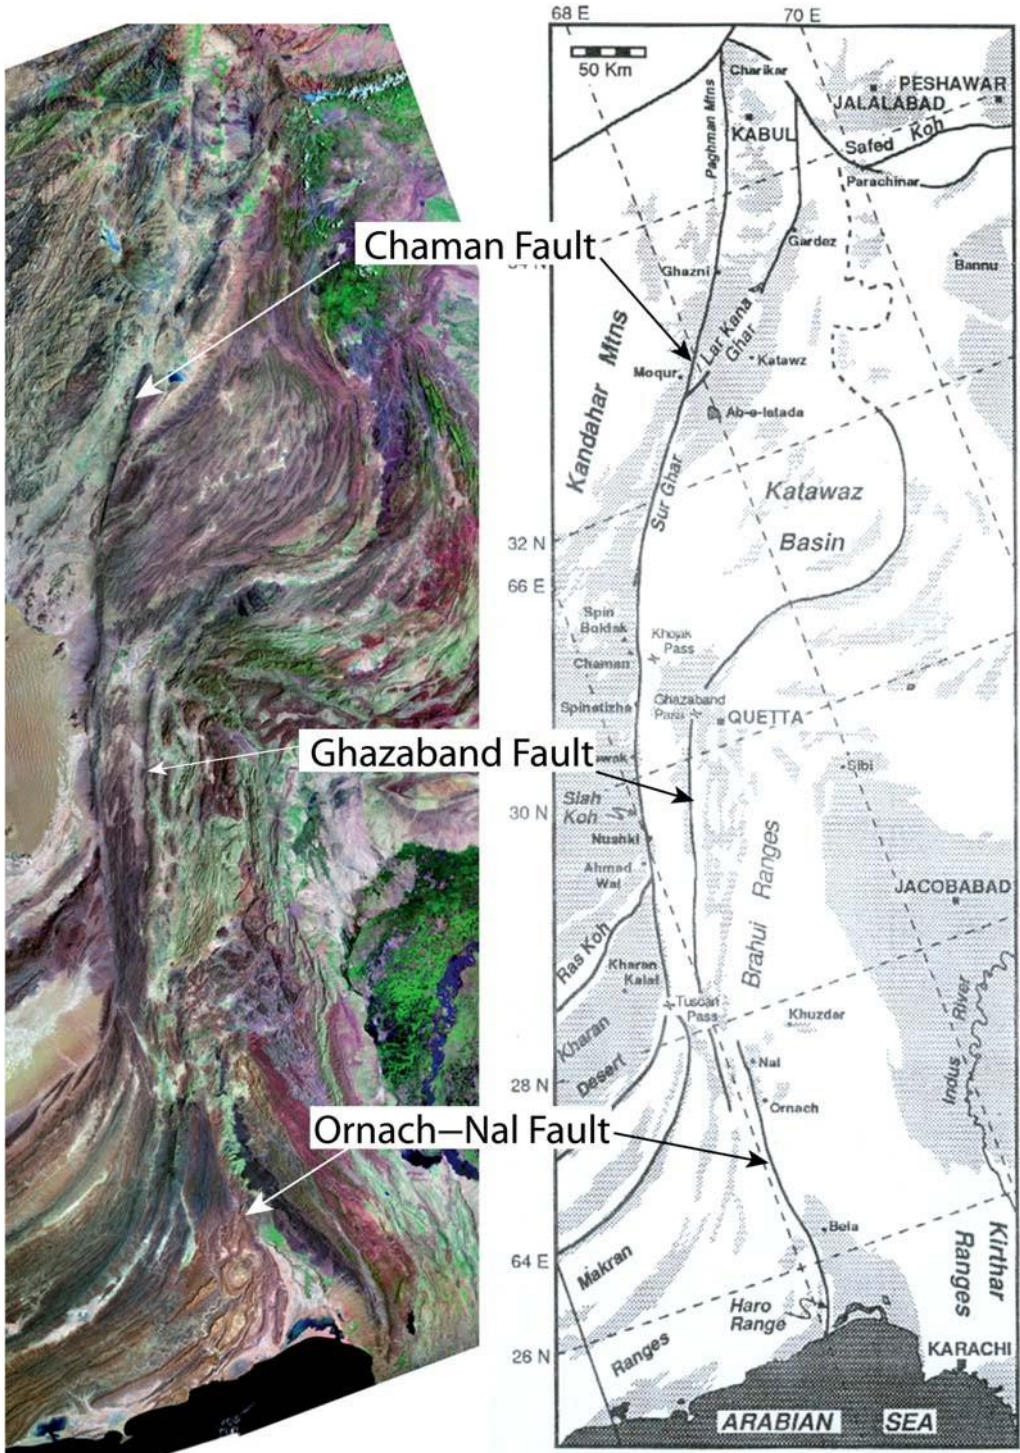 68 E
70 E
50 Km
Charikar
PESHAWAR
JALALABAD
KABUL
Paghman Mtns
Safed Koh
Parachinar
Chaman Fault
Gardez
Ghazni
Bannu
Lar Kana
Ghar
Katawz
Moqur
Ab-e-Istada
Kandahar Mtns
Sur Ghar
Katawaz
Basin
32 N
66 E
Spin
Boldak
Khojak
Pass
Chaman
Ghazaband
Pass
Spinatizha
QUETTA
Ghazaband Fault
Sibi
Siah
Koh
30 N
Nushki
Ahmad
Wal
Brahui Ranges
JACOBABAD
Ras Koh
Kharan
Kalat
Tuscan
Pass
Khuzdar
Kharan
Desert
Indus River
Nal
28 N
Ornach
Ornach–Nal Fault
Bela
Kirthar
Ranges
64 E
Makran
Ranges
Haro
Range
26 N
KARACHI
ARABIAN SEA